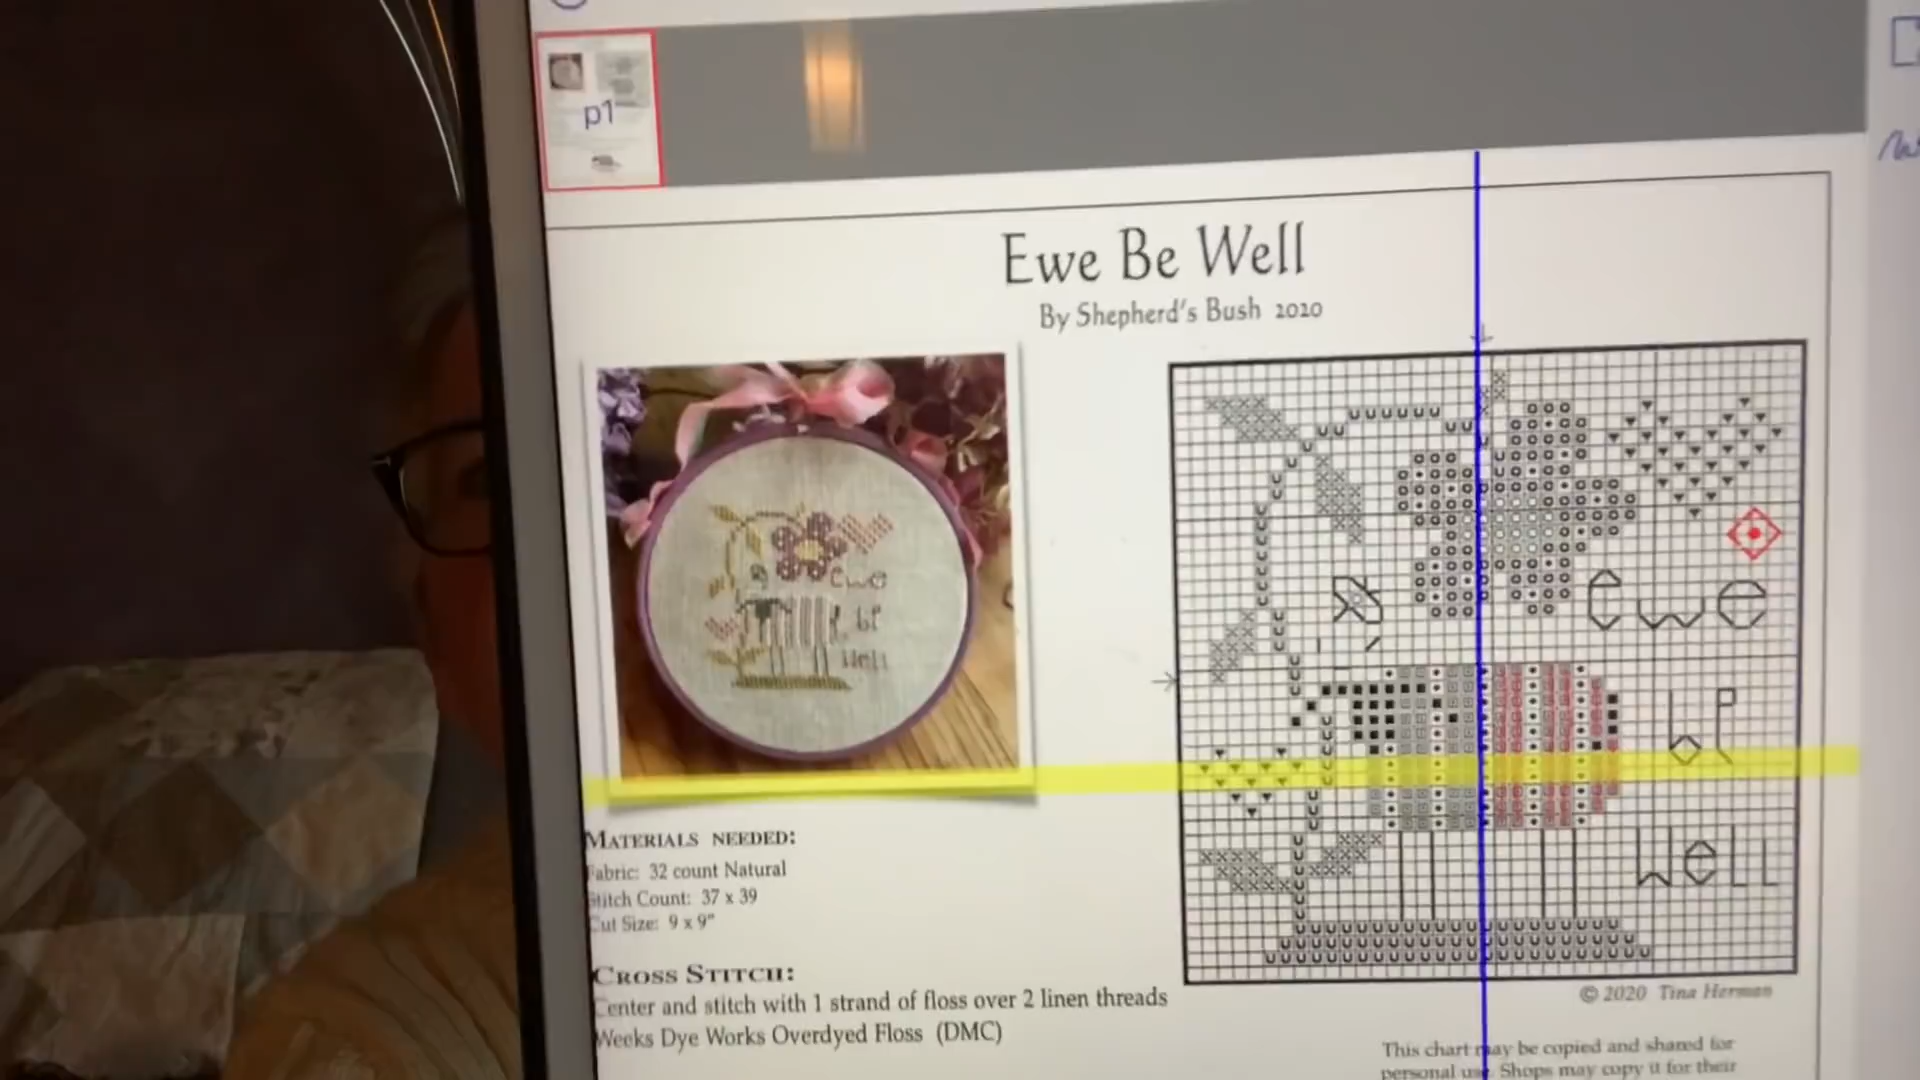 p1
Ewe Be Well
By Shepherd's Bush 2020
ewe
be
well
ewe
be
well
MATERIALS NEEDED:
Fabric: 32 count Natural
Stitch Count: 37 x 39
Cut Size: 9 x 9"
CROSS STITCH:
Center and stitch with 1 strand of floss over 2 linen threads
Weeks Dye Works Overdyed Floss (DMC)
© 2020 Tina Herman
This chart may be copied and shared for
personal use. Shops may copy it for their